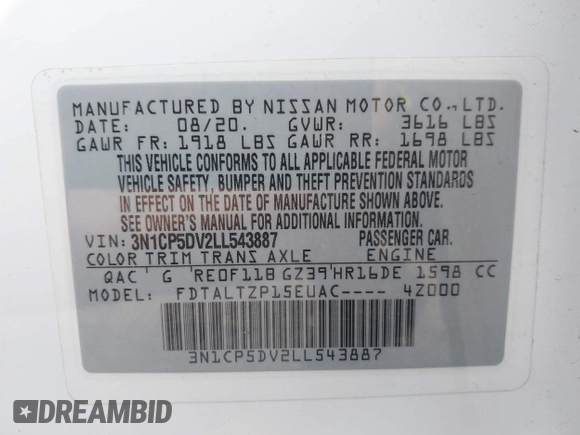 MANUFACTURED BY NISSAN MOTOR CO., LTD.
DATE: 08/20. GVWR: 3616 LBS
GAWR FR: 1918 LBS GAWR RR: 1698 LBS
THIS VEHICLE CONFORMS TO ALL APPLICABLE FEDERAL MOTOR
VEHICLE SAFETY, BUMPER AND THEFT PREVENTION STANDARDS
IN EFFECT ON THE DATE OF MANUFACTURE SHOWN ABOVE.
SEE OWNER'S MANUAL FOR ADDITIONAL INFORMATION.
VIN: 3N1CP5DV2LL543887 PASSENGER CAR.
COLOR TRIM TRANS AXLE ENGINE
QAC G RE0F11B GZ39 HR16DE 1598 CC
MODEL: FDTALTZP15EUAC---- 4Z000
3N1CP5DV2LL543887
DREAMBID